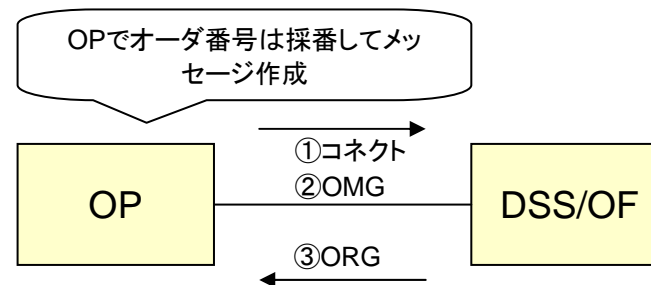 OPでオーダ番号は採番してメッ
セージ作成
①コネクト
②OMG
OP
DSS/OF
③ORG